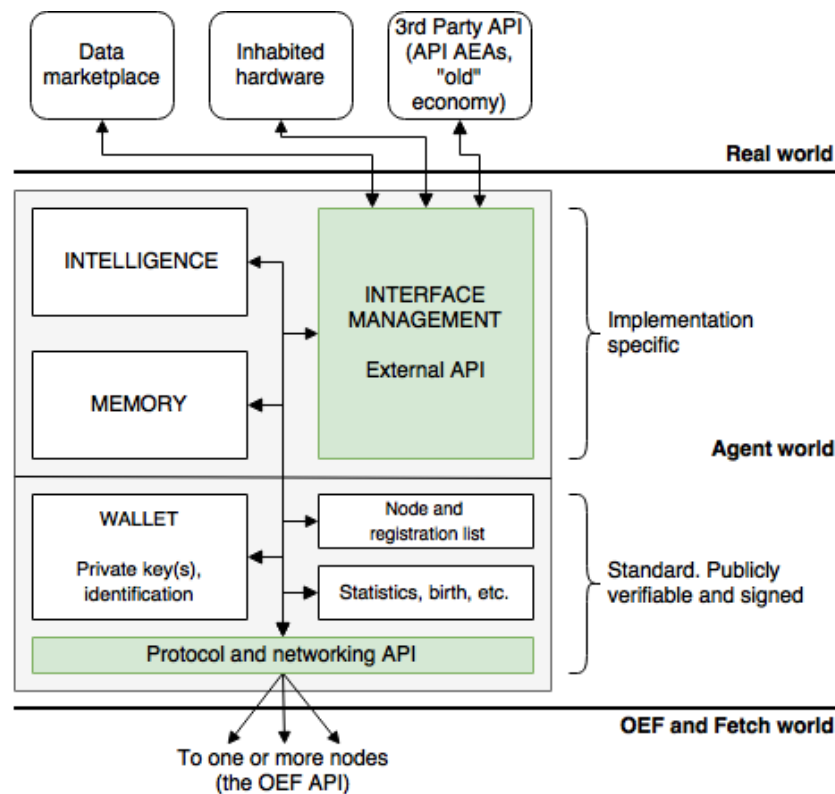 Data
marketplace
Inhabited
hardware
3rd Party API
(API AEAs,
"old"
economy)
Real world
INTELLIGENCE
INTERFACE
MANAGEMENT
External API
MEMORY
Implementation
specific
Agent world
WALLET
Private key(s),
identification
Node and
registration list
Statistics, birth, etc.
Standard. Publicly
verifiable and signed
Protocol and networking API
OEF and Fetch world
To one or more nodes
(the OEF API)